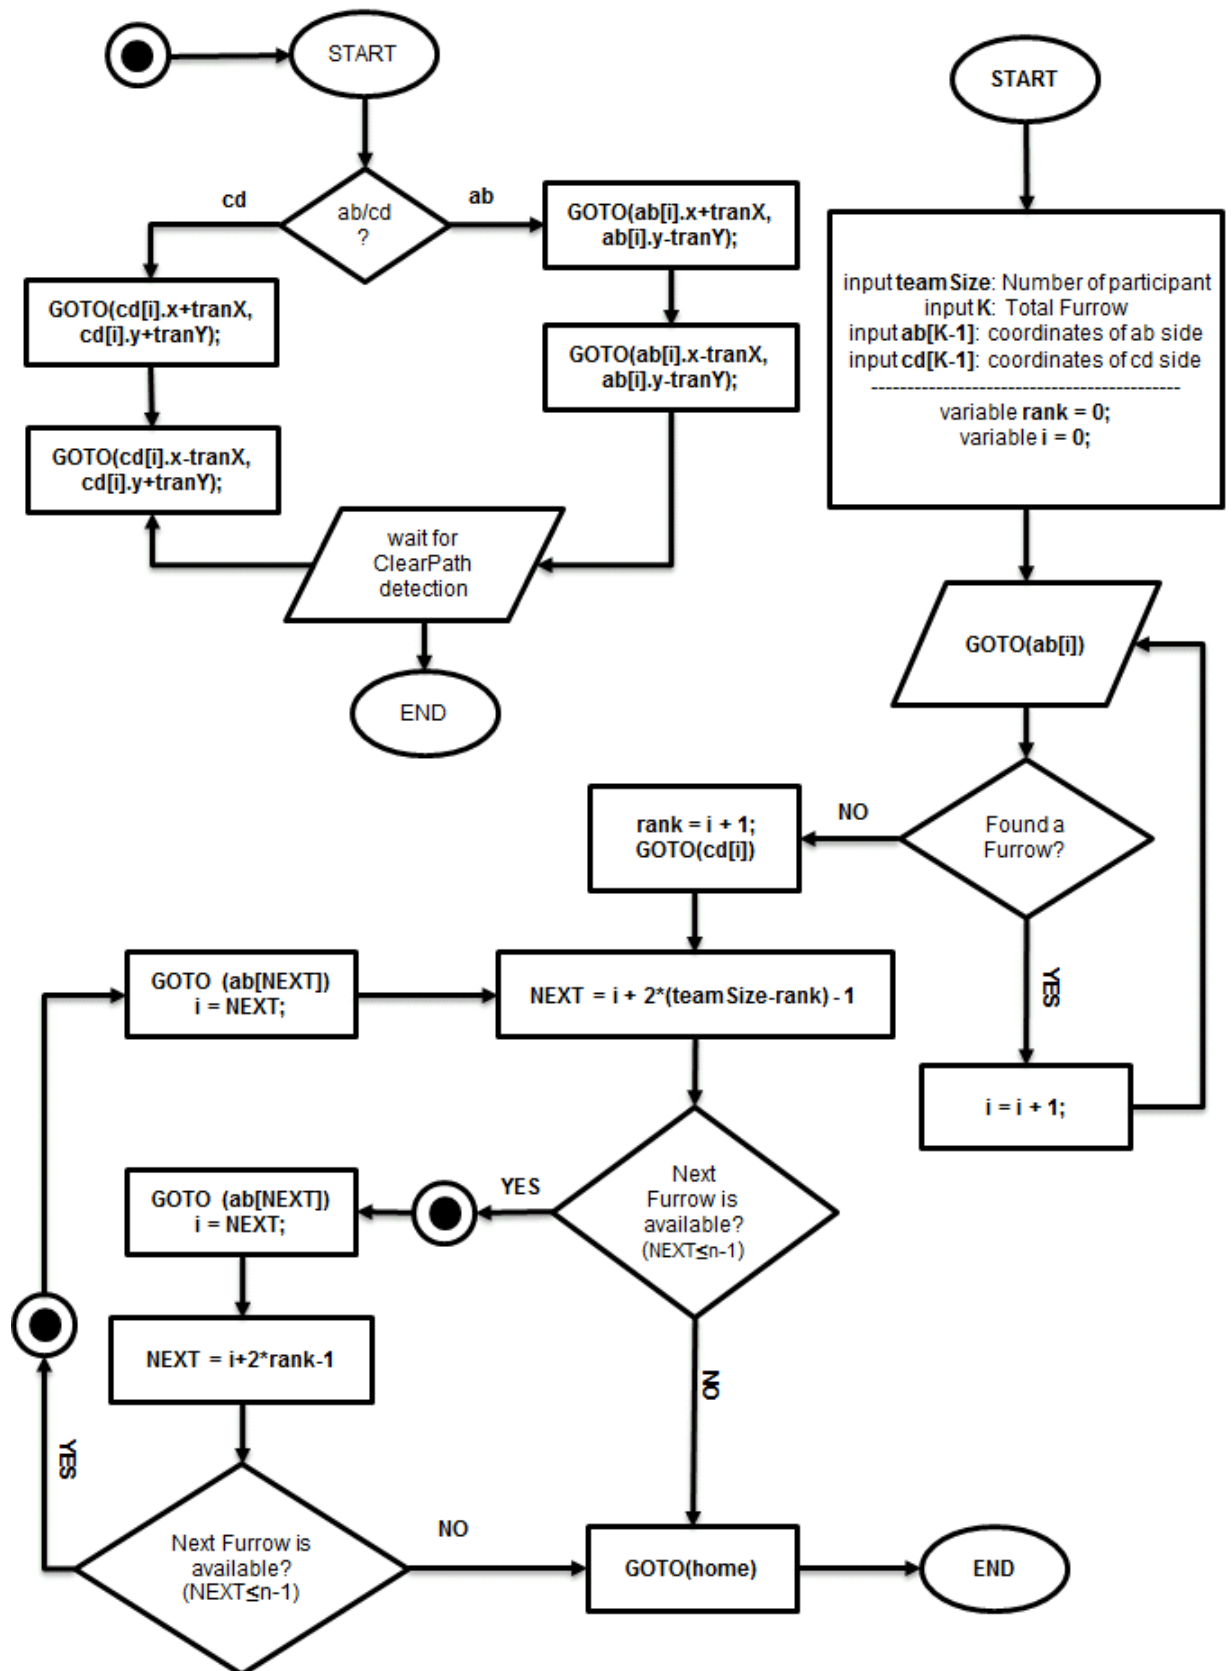 START
cd
ab/cd
?
ab
GOTO(ab[i].x+tranX,
ab[i].y-tranY);
GOTO(cd[i].x+tranX,
cd[i].y+tranY);
GOTO(ab[i].x-tranX,
ab[i].y-tranY);
GOTO(cd[i].x-tranX,
cd[i].y+tranY);
wait for
ClearPath
detection
END
START
input teamSize: Number of participant
input K: Total Furrow
input ab[K-1]: coordinates of ab side
input cd[K-1]: coordinates of cd side
-------------------------------------------
variable rank = 0;
variable i = 0;
GOTO(ab[i])
Found a
Furrow?
NO
rank = i + 1;
GOTO(cd[i])
YES
i = i + 1;
GOTO (ab[NEXT])
i = NEXT;
NEXT = i + 2*(teamSize-rank) - 1
Next
Furrow is
available?
(NEXT≤n-1)
YES
GOTO (ab[NEXT])
i = NEXT;
NEXT = i+2*rank-1
NO
YES
Next Furrow is
available?
(NEXT≤n-1)
NO
GOTO(home)
END